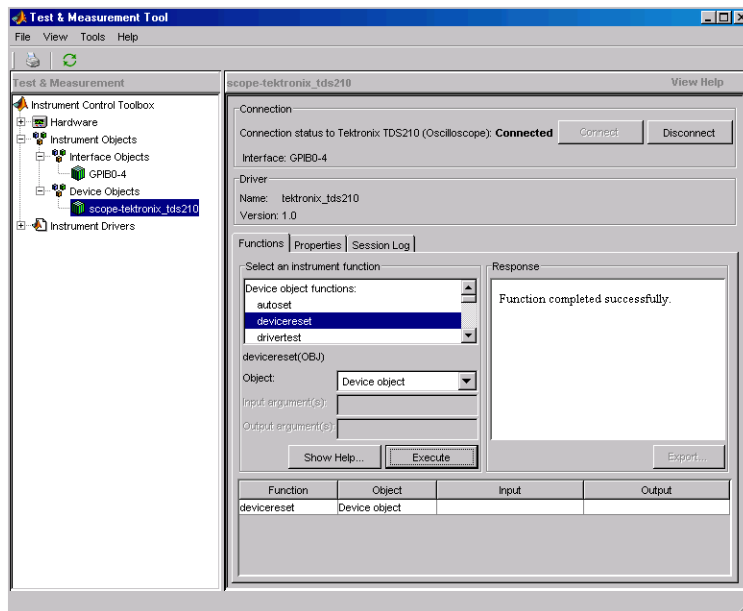 Test & Measurement Tool
File View Tools Help
Test & Measurement
Instrument Control Toolbox
Hardware
Instrument Objects
Interface Objects
GPIB0-4
Device Objects
scope-tektronix_tds210
Instrument Drivers
scope-tektronix_tds210 View Help
Connection
Connection status to Tektronix TDS210 (Oscilloscope): Connected Connect Disconnect
Interface: GPIB0-4
Driver
Name: tektronix_tds210
Version: 1.0
Functions Properties Session Log
Select an instrument function
Device object functions:
autoset
devicereset
drivertest
devicereset(OBJ)
Object: Device object
Input argument(s):
Output argument(s):
Show Help... Execute
Response
Function completed successfully.
Export...
Function Object Input Output
devicereset Device object